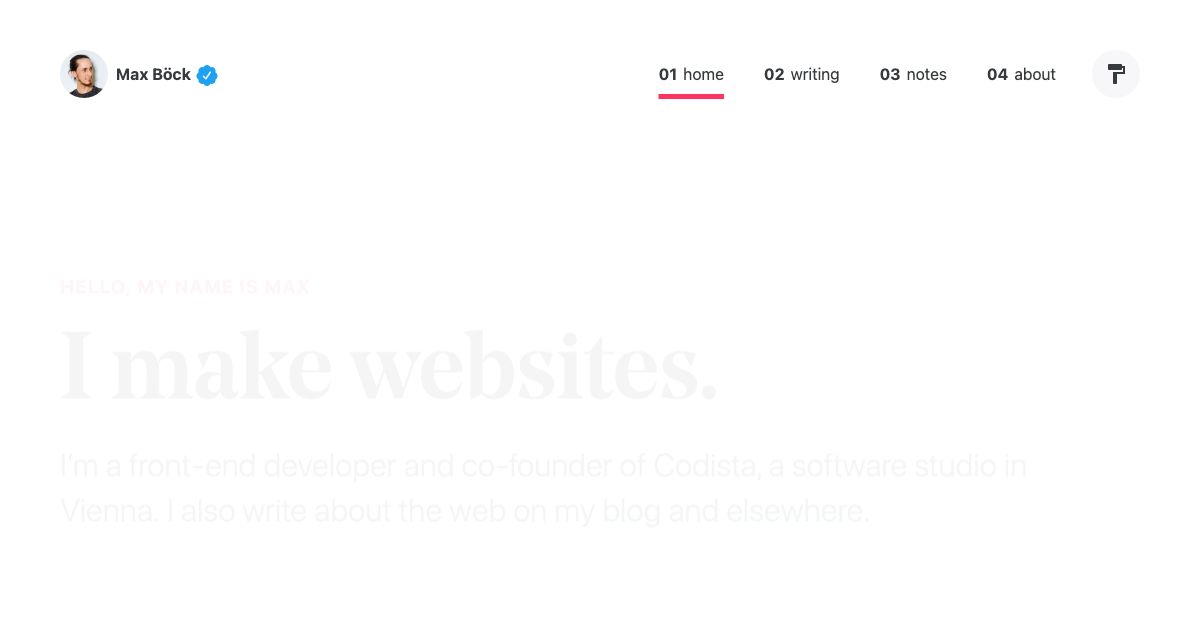 Max Böck
01 home 02 writing 03 notes 04 about
HELLO, MY NAME IS MAX
I make websites.
I'm a front-end developer and co-founder of Codista, a software studio in
Vienna. I also write about the web on my blog and elsewhere.